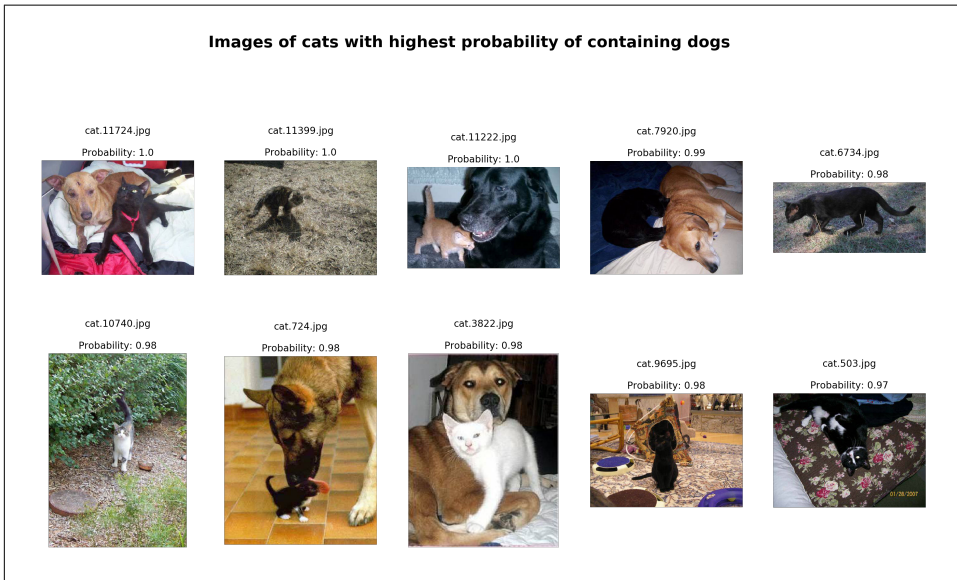 Images of cats with highest probability of containing dogs
cat.11724.jpg
Probability: 1.0
cat.11399.jpg
Probability: 1.0
cat.11222.jpg
Probability: 1.0
cat.7920.jpg
Probability: 0.99
cat.6734.jpg
Probability: 0.98
cat.10740.jpg
Probability: 0.98
cat.724.jpg
Probability: 0.98
cat.3822.jpg
Probability: 0.98
cat.9695.jpg
Probability: 0.98
cat.503.jpg
Probability: 0.97
01/28/2007